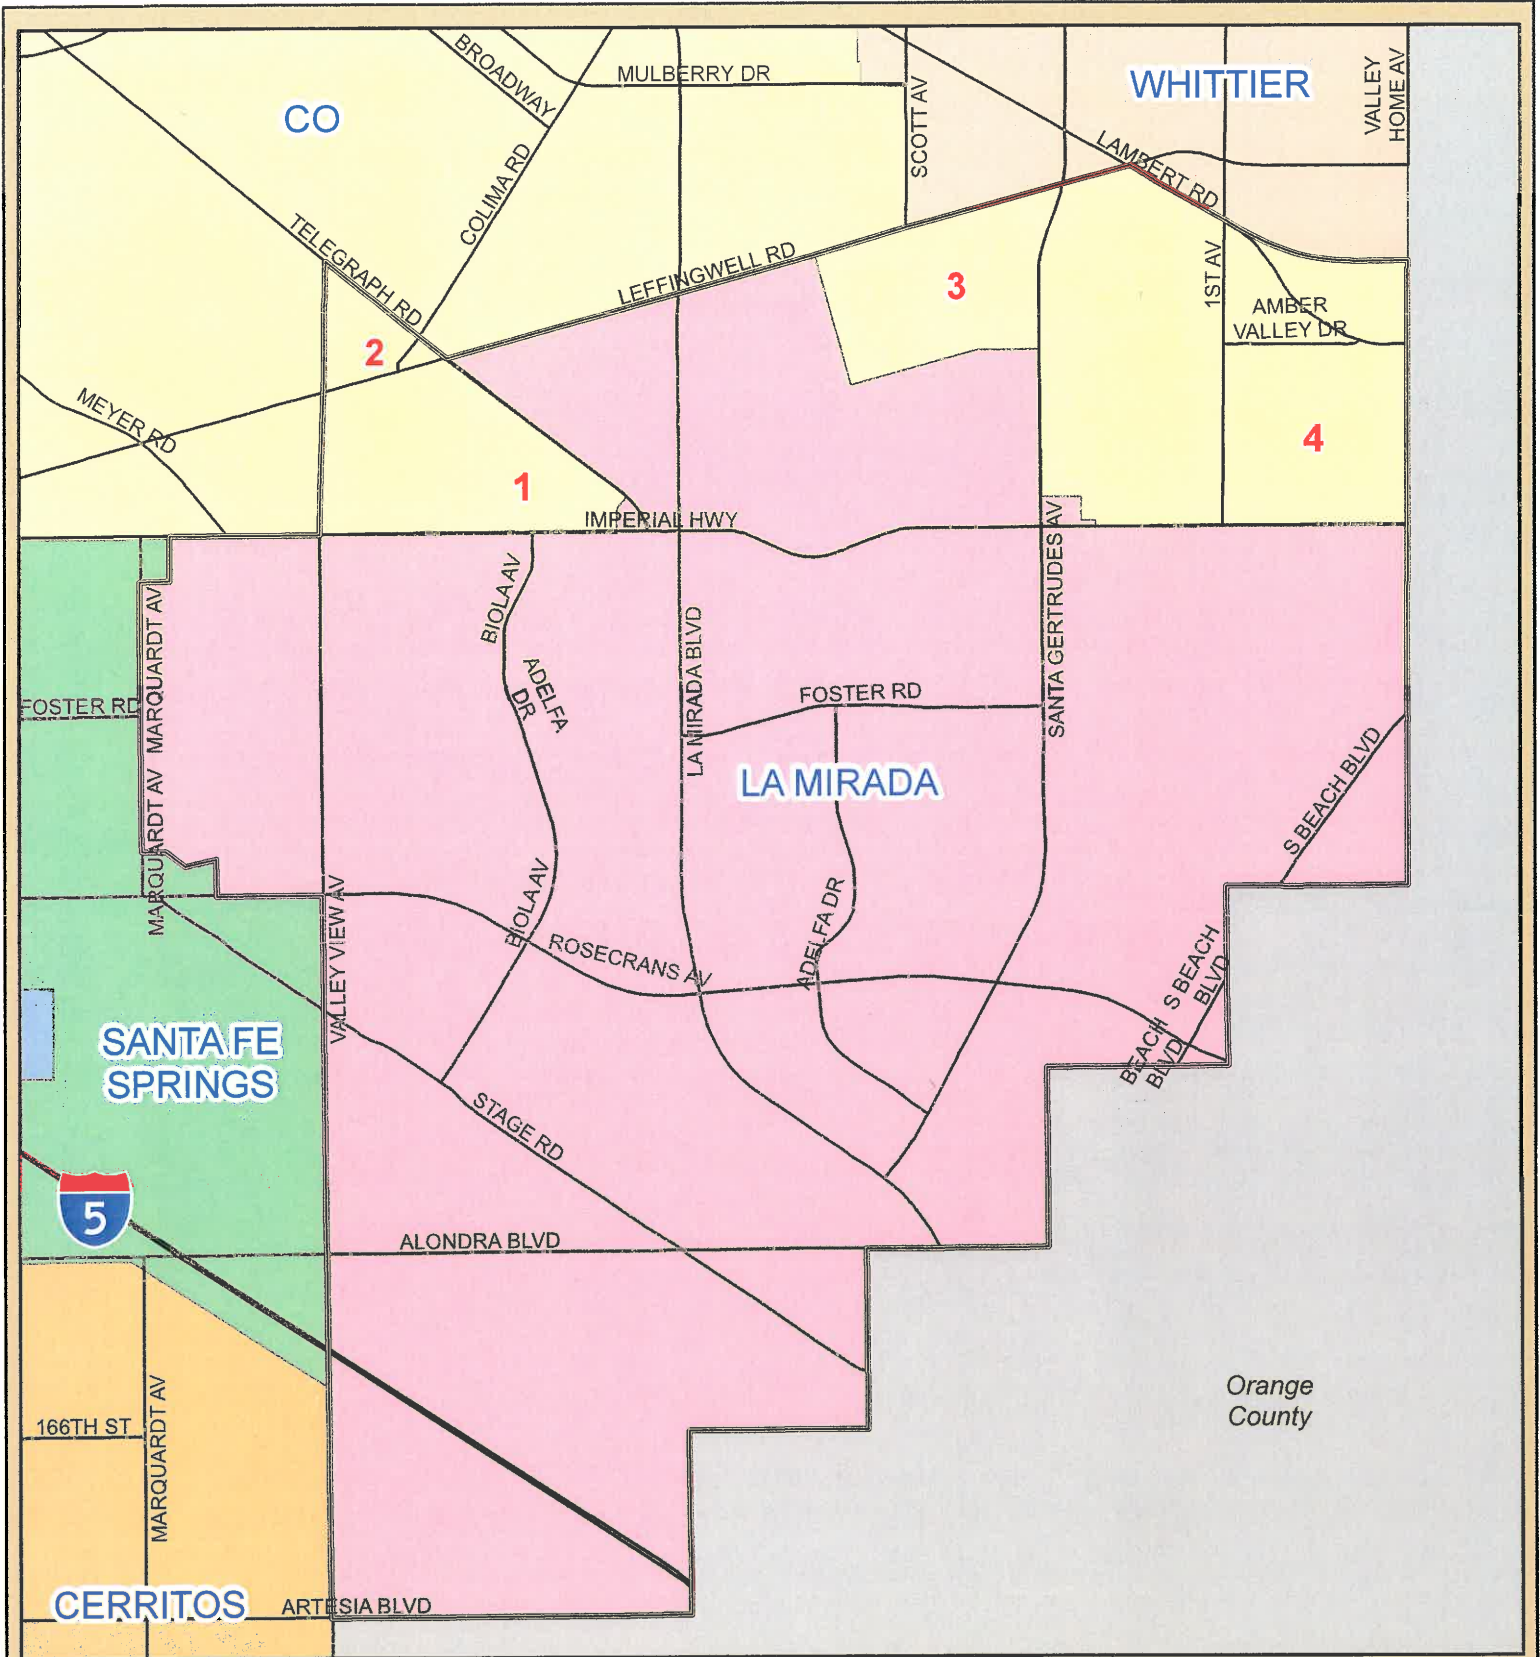 BROADWAY
MULBERRY DR
WHITTIER
VALLEY
HOME AV
CO
SCOTT AV
COLIMA RD
LAMBERT RD
TELEGRAPH RD
LEFFINGWELL RD
3
1ST AV
AMBER
VALLEY DR
2
MEYER RD
4
1
IMPERIAL HWY
BIOLA AV
MARQUARDT AV
SANTA GERTRUDES AV
LA MIRADA BLVD
ADELFA
DR
FOSTER RD
FOSTER RD
LA MIRADA
S BEACH BLVD
MARQUARDT AV
VALLEY VIEW AV
BIOLA AV
ROSECRANS AV
ADELFA DR
S BEACH
BLVD
BEACH
BLVD
SANTA FE
SPRINGS
STAGE RD
5
ALONDRA BLVD
Orange
County
166TH ST
MARQUARDT AV
CERRITOS
ARTESIA BLVD